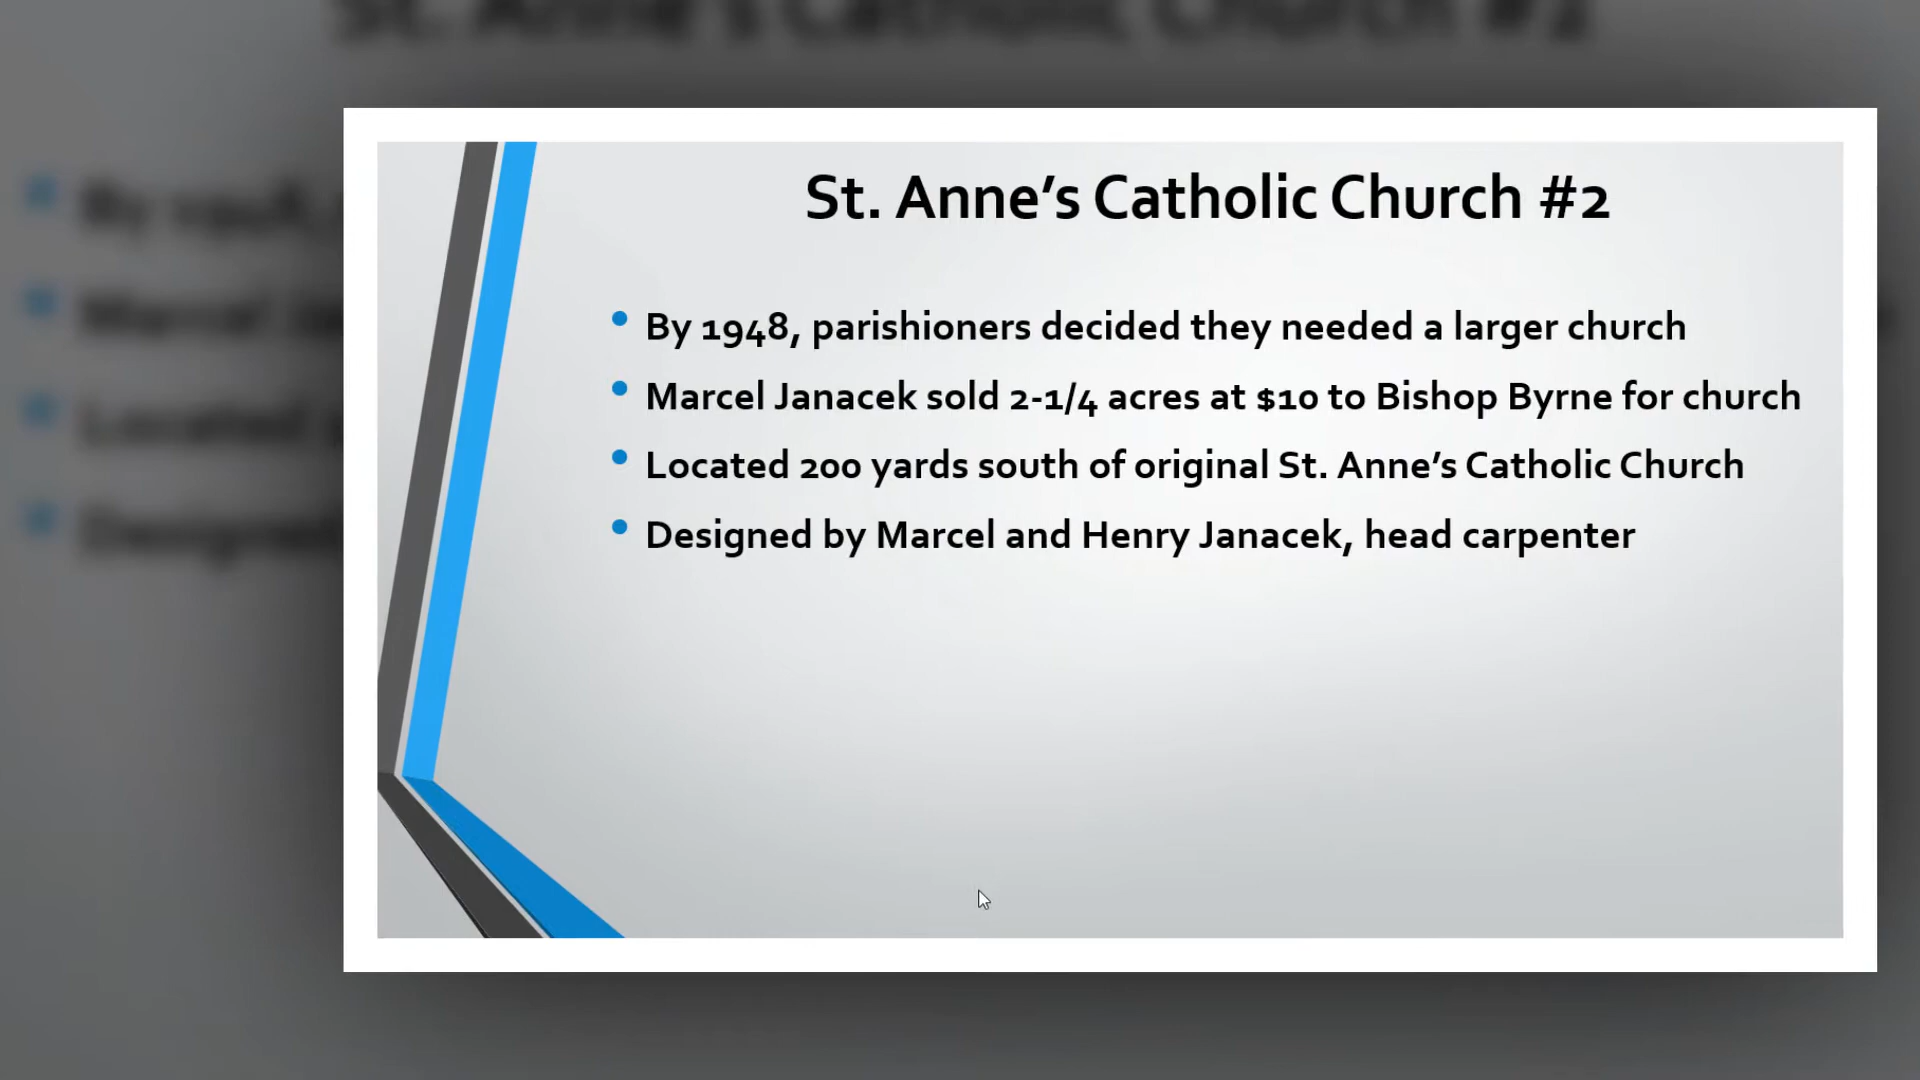 St. Anne’s Catholic Church #2
• By 1948, parishioners decided they needed a larger church
• Marcel Janacek sold 2-1/4 acres at $10 to Bishop Byrne for church
• Located 200 yards south of original St. Anne’s Catholic Church
• Designed by Marcel and Henry Janacek, head carpenter